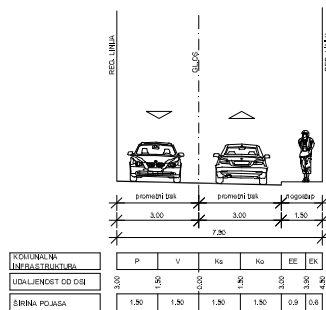 REG. LINIJA
G.L.OS
REG. LINIJA
prometni trak prometni trak nogostup
3.00 3.00 1.50
7.50
KOMUNALNA INFRASTRUKTURA P V Ks Ko EE EK
UDALJENOST OD OSI 3.00 1.50 0.00 1.50 3.00 3.90 4.50
ŠIRINA POJASA 1.50 1.50 1.50 1.50 0.9 0.6